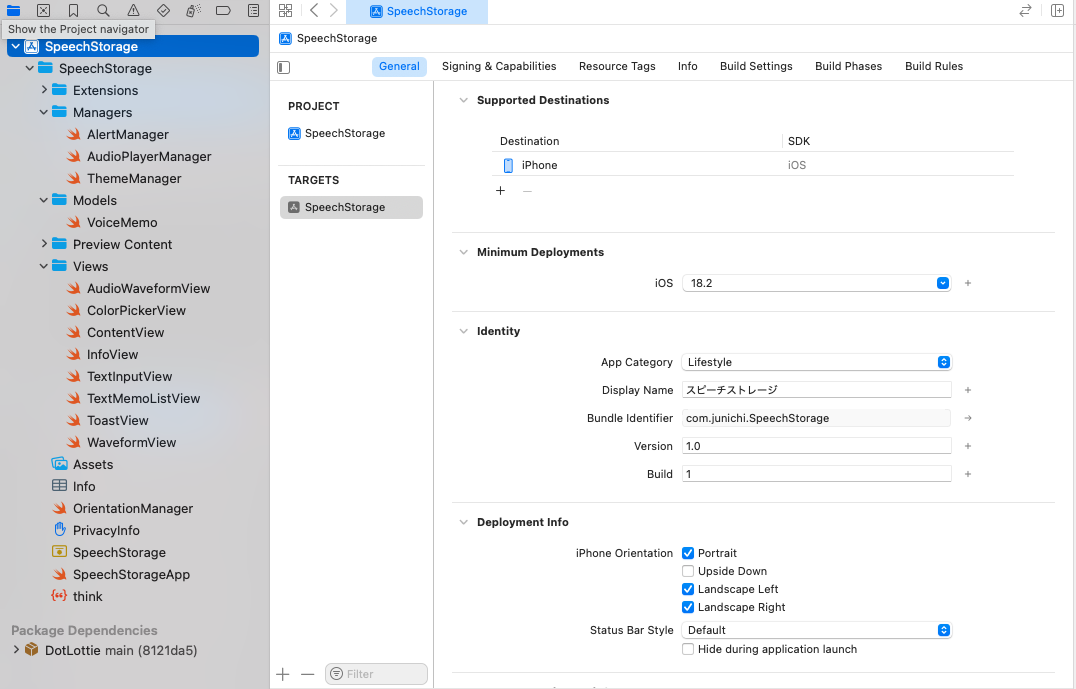 SpeechStorage
Show the Project navigator
SpeechStorage
SpeechStorage
Extensions
Managers
AlertManager
AudioPlayerManager
ThemeManager
Models
VoiceMemo
Preview Content
Views
AudioWaveformView
ColorPickerView
ContentView
InfoView
TextInputView
TextMemoListView
ToastView
WaveformView
Assets
Info
OrientationManager
PrivacyInfo
SpeechStorage
SpeechStorageApp
think
Package Dependencies
DotLottie main (8121da5)
SpeechStorage
General Signing & Capabilities Resource Tags Info Build Settings Build Phases Build Rules
PROJECT
SpeechStorage
TARGETS
SpeechStorage
Filter
Supported Destinations
Destination SDK
iPhone iOS
Minimum Deployments
iOS 18.2
Identity
App Category Lifestyle
Display Name スピーチストレージ
Bundle Identifier com.junichi.SpeechStorage
Version 1.0
Build 1
Deployment Info
iPhone Orientation Portrait
Upside Down
Landscape Left
Landscape Right
Status Bar Style Default
Hide during application launch